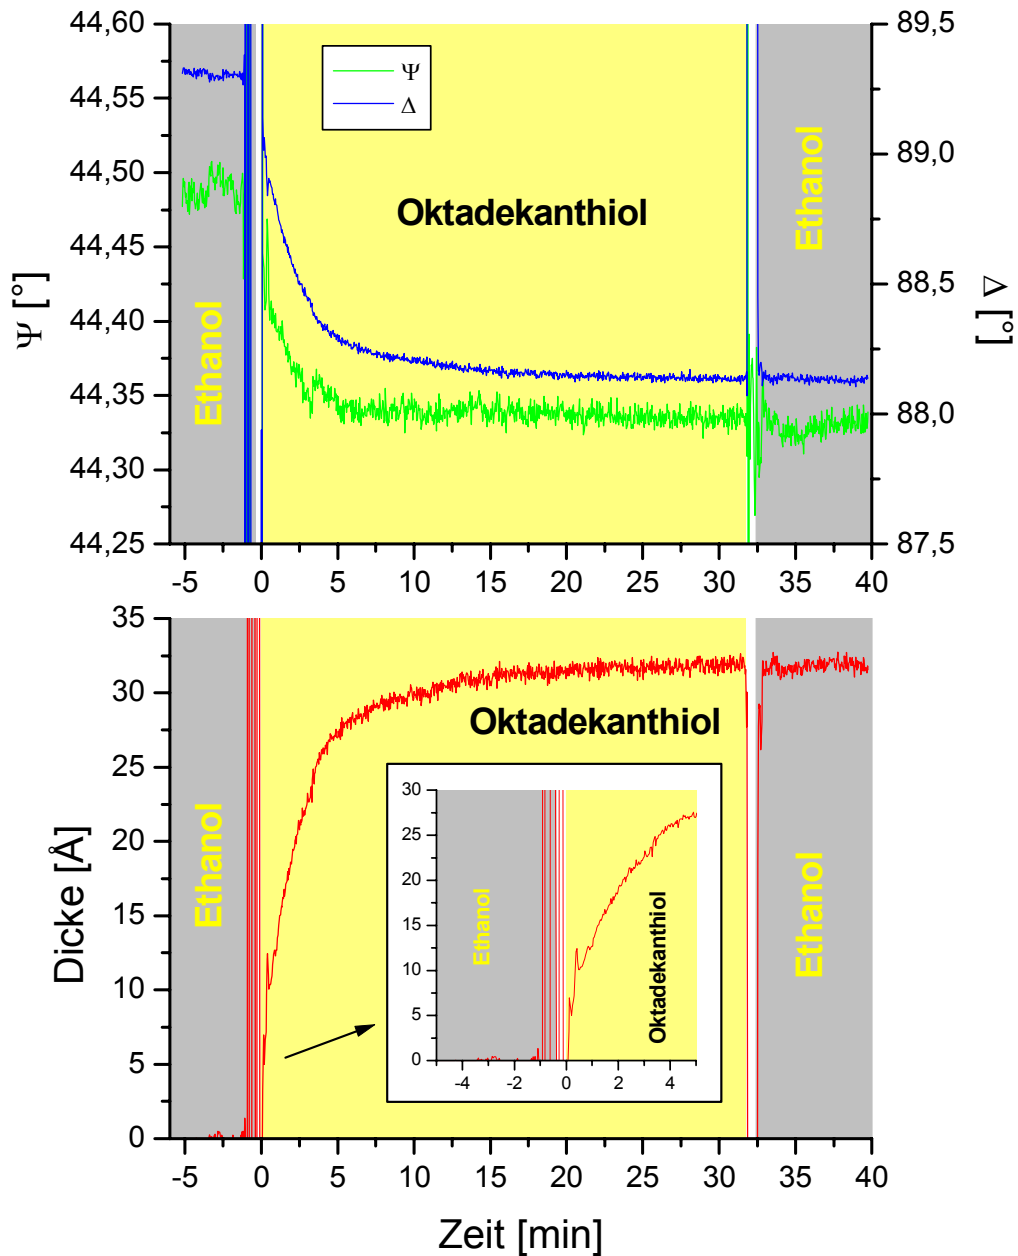 44,60
44,55
44,50
44,45
44,40
44,35
44,30
44,25
Ψ [°]
89,5
89,0
88,5
88,0
87,5
Δ [°]
Ψ
Δ
Ethanol
Oktadekanthiol
Ethanol
-5 0 5 10 15 20 25 30 35 40
35
30
25
20
15
10
5
0
Dicke [Å]
Ethanol
Oktadekanthiol
Ethanol
30
25
20
15
10
5
0
Ethanol
Oktadekanthiol
-4 -2 0 2 4
-5 0 5 10 15 20 25 30 35 40
Zeit [min]